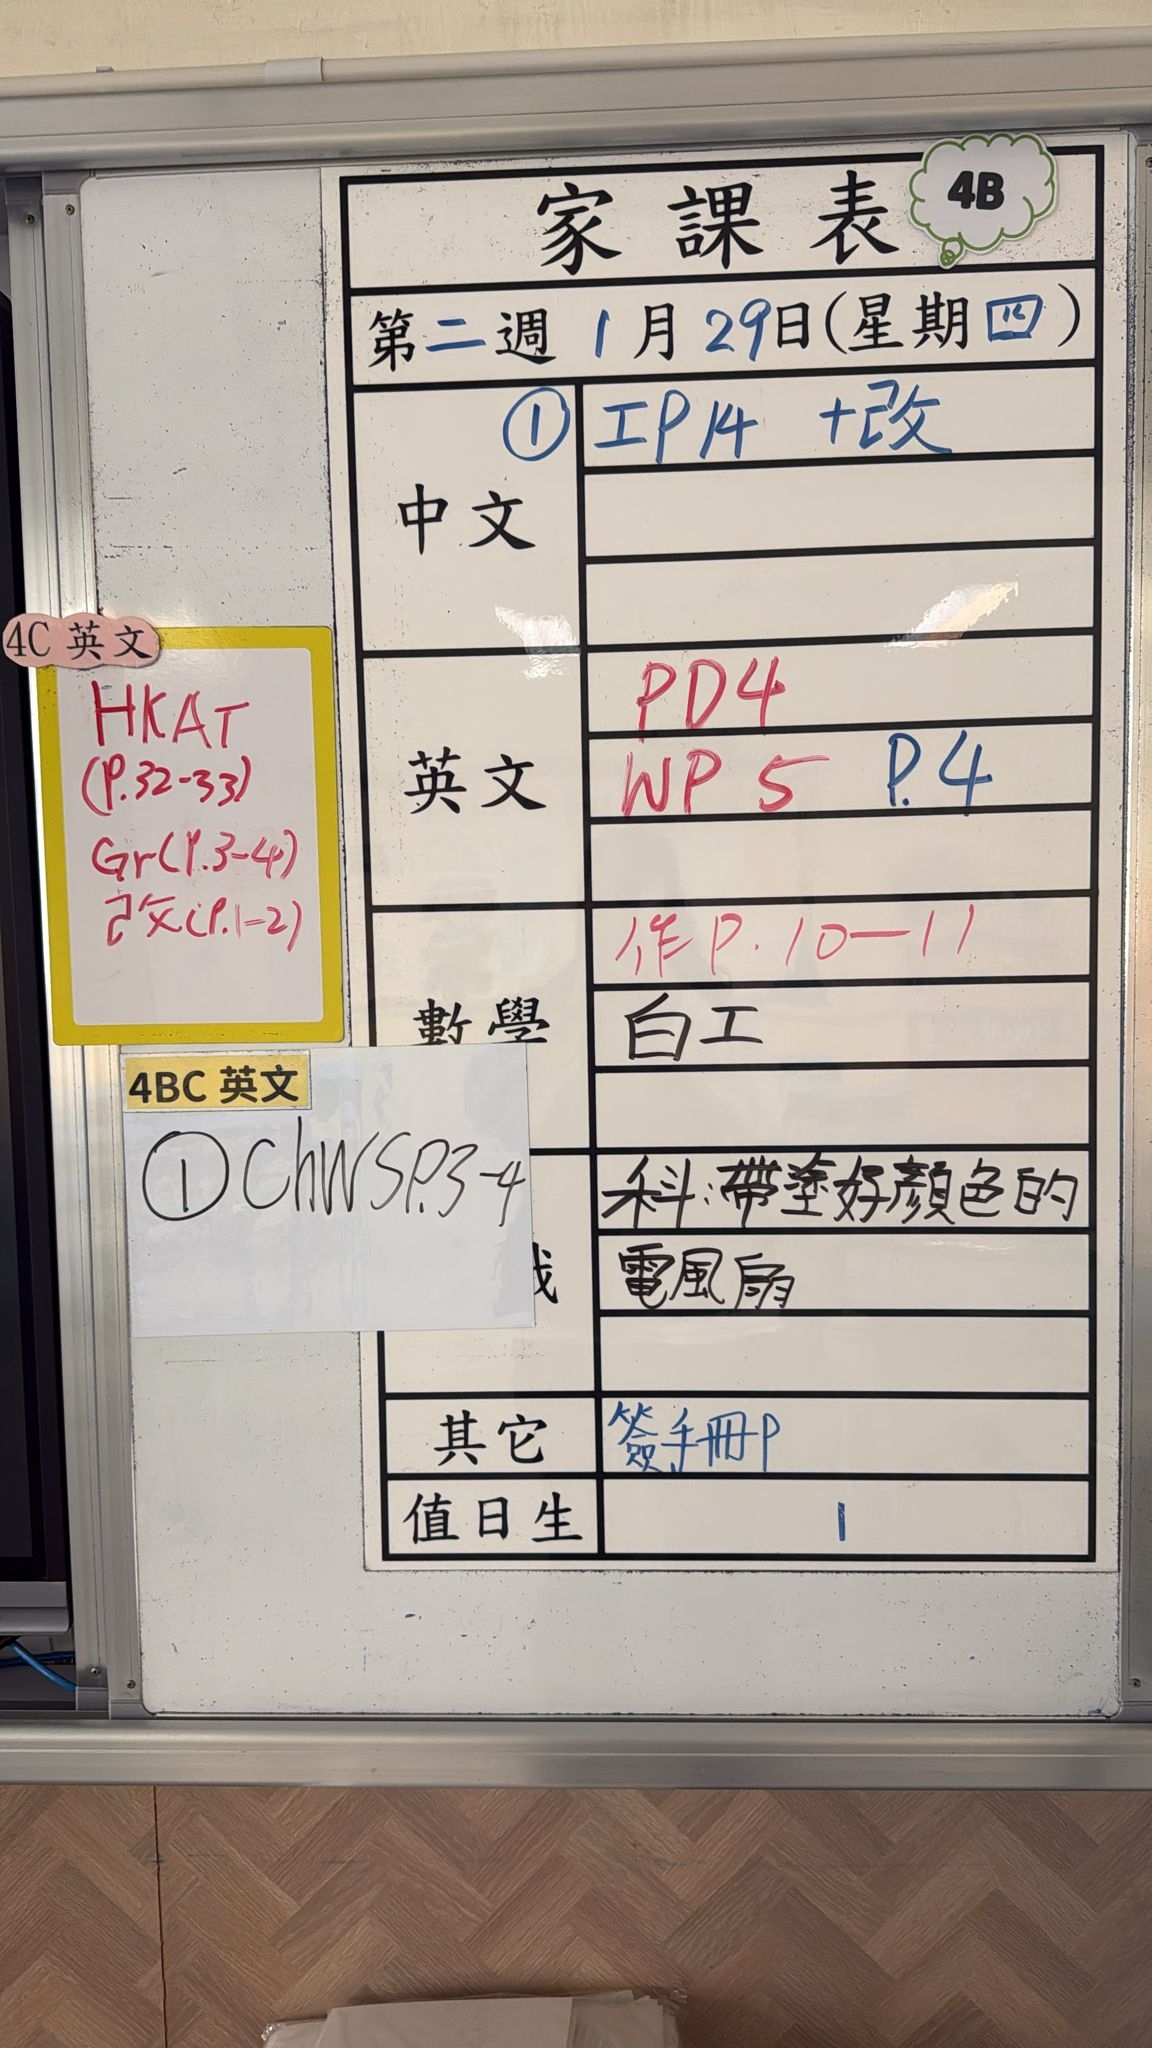 家課表
4B
第二週 1月29日(星期四)
中文
① 工P14 +改
英文
PD4
WP 5 P.4
數學
作P.10-11
白工
科:帶塗好顏色的
電風扇
其它
簽手冊P
值日生
1
4C 英文
HKAT
(P.32-33)
Gr(P.3-4)
改(P.1-2)
4BC 英文
① ChWSP.3-4